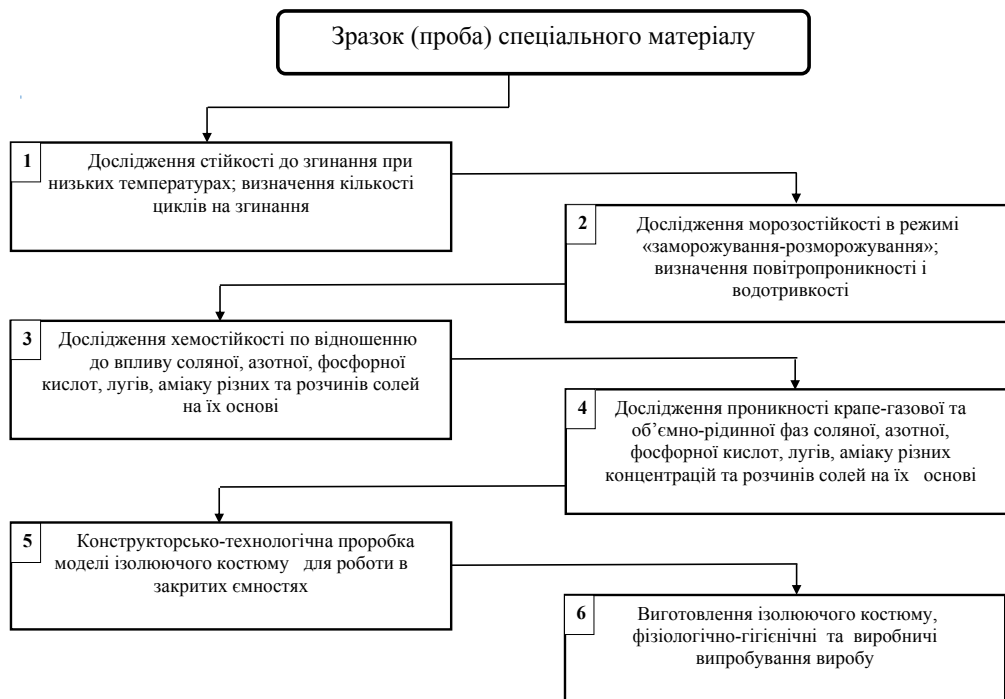 Зразок (проба) спеціального матеріалу
1
Дослідження стійкості до згинання при
низьких температурах; визначення кількості
циклів на згинання
2
Дослідження морозостійкості в режимі
«заморожування-розморожування»;
визначення повітропроникності і
водотривкості
3
Дослідження хемостійкості по відношенню
до впливу соляної, азотної, фосфорної
кислот, лугів, аміаку різних та розчинів солей
на їх основі
4
Дослідження проникності крапе-газової та
об’ємно-рідинної фаз соляної, азотної,
фосфорної кислот, лугів, аміаку різних
концентрацій та розчинів солей на їх основі
5
Конструкторсько-технологічна проробка
моделі ізолюючого костюму для роботи в
закритих ємностях
6
Виготовлення ізолюючого костюму,
фізіологічно-гігієнічні та виробничі
випробування виробу